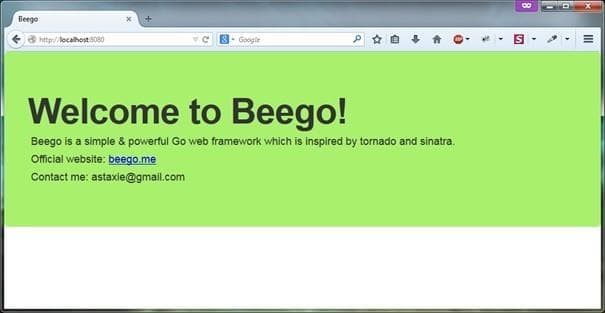 Beego
http://localhost:8080
Google
Welcome to Beego!
Beego is a simple & powerful Go web framework which is inspired by tornado and sinatra.
Official website: beego.me
Contact me: astaxie@gmail.com